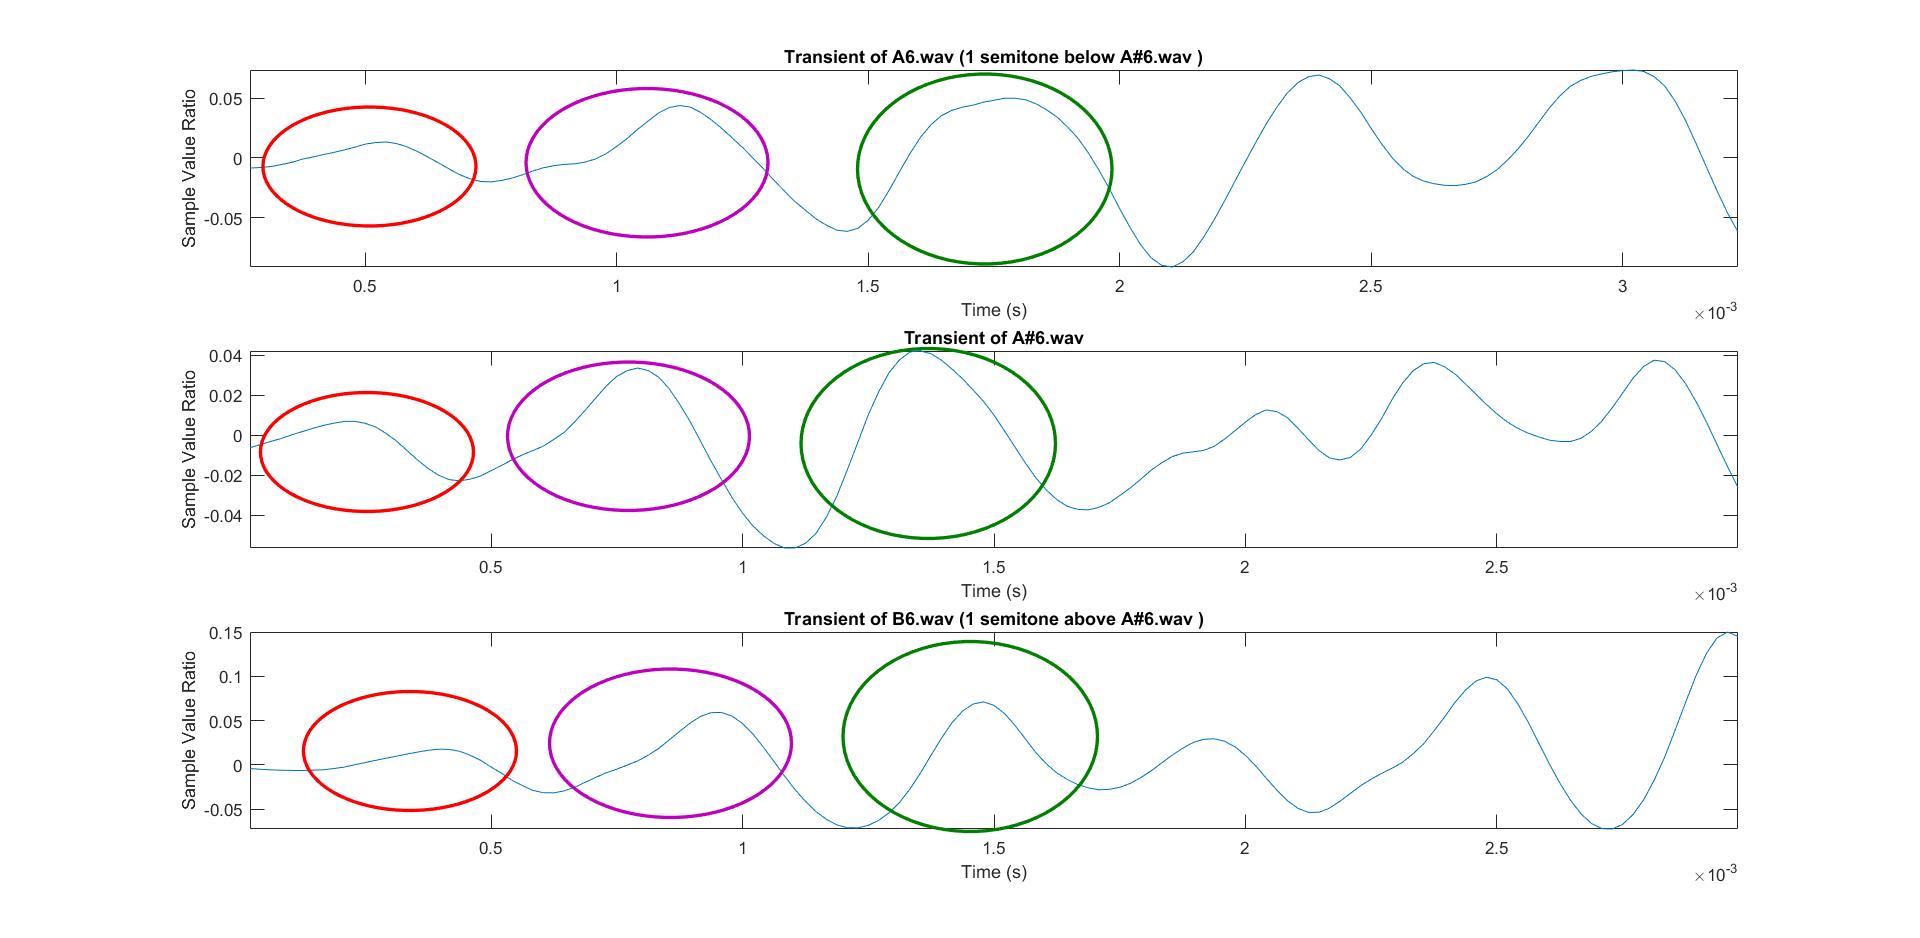 Transient of A6.wav (1 semitone below A#6.wav )
Sample Value Ratio
0.05
0
-0.05
0.5 1 1.5 2 2.5 3
Time (s)
×10-3
Transient of A#6.wav
Sample Value Ratio
0.04
0.02
0
-0.02
-0.04
0.5 1 1.5 2 2.5
Time (s)
×10-3
Transient of B6.wav (1 semitone above A#6.wav )
Sample Value Ratio
0.15
0.1
0.05
0
-0.05
0.5 1 1.5 2 2.5
Time (s)
×10-3